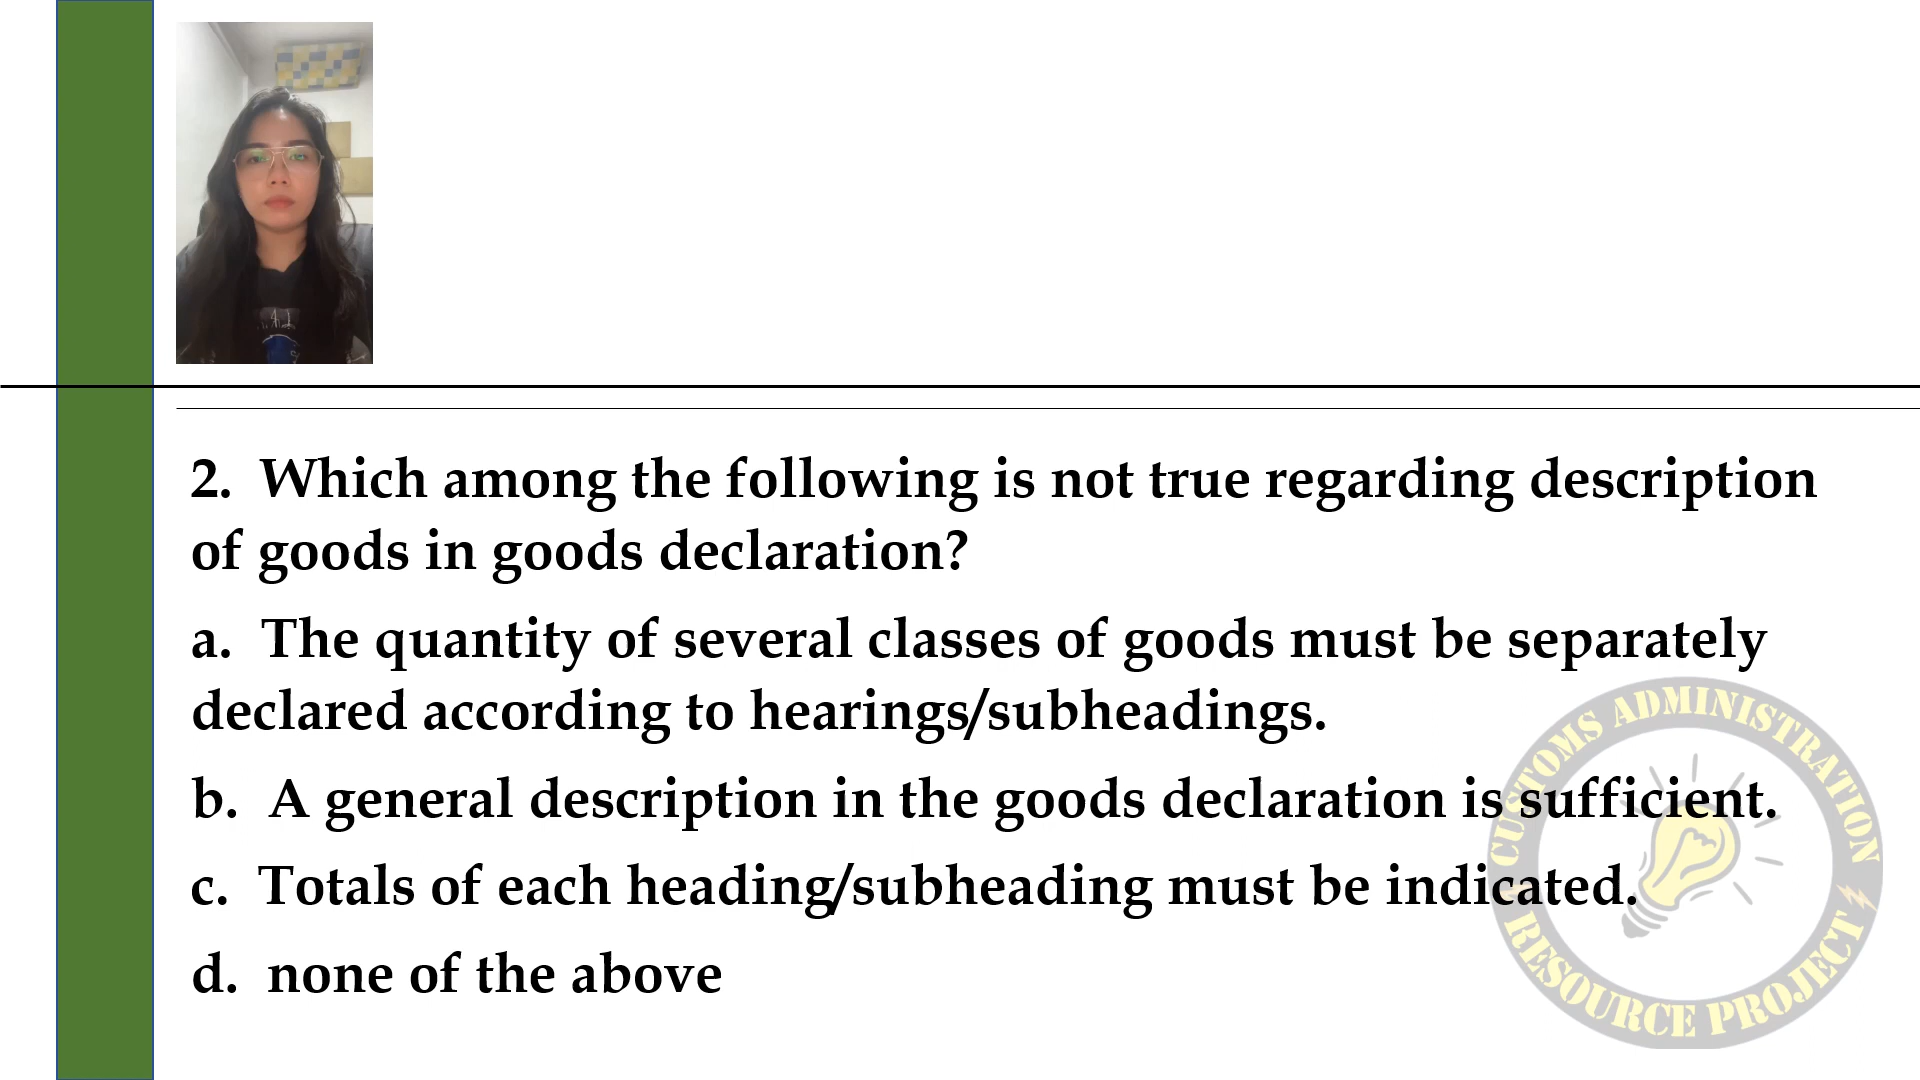 2. Which among the following is not true regarding description
of goods in goods declaration?
a. The quantity of several classes of goods must be separately
declared according to hearings/subheadings.
b. A general description in the goods declaration is sufficient.
c. Totals of each heading/subheading must be indicated.
d. none of the above
CUSTOMS ADMINISTRATION
RESOURCE PROJECT